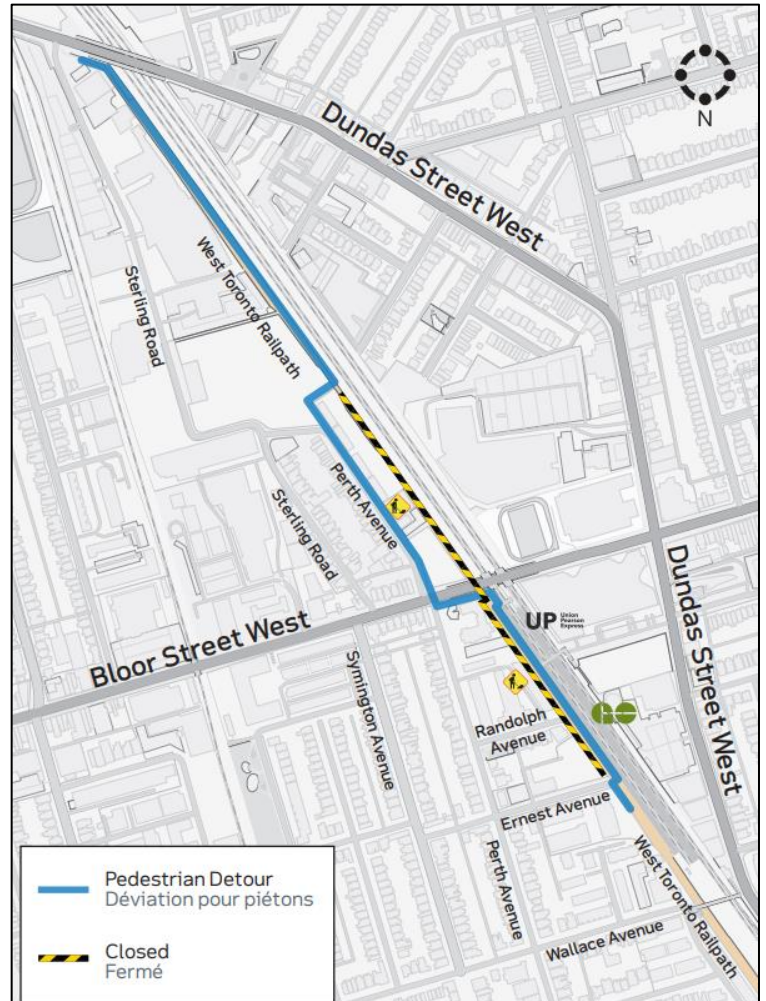 N
Dundas Street West
West Toronto Railpath
Sterling Road
Perth Avenue
Sterling Road
Bloor Street West
UP Union
Pearson
Express
Dundas Street West
Symington Avenue
Randolph
Avenue
GO
Ernest Avenue
Perth Avenue
West Toronto Railpath
Wallace Avenue
Pedestrian Detour
Déviation pour piétons
Closed
Fermé